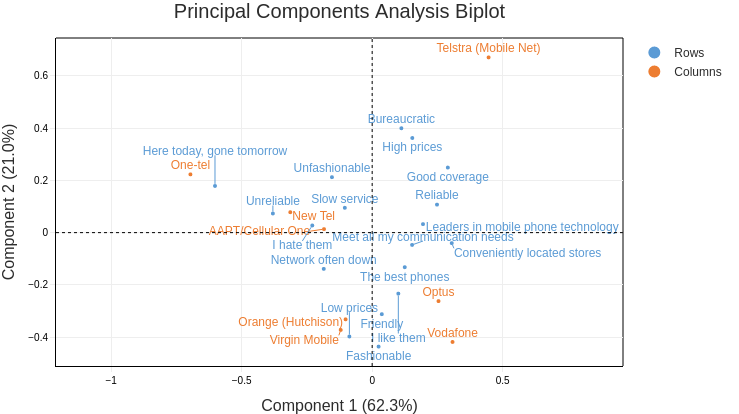 Principal Components Analysis Biplot
Telstra (Mobile Net)
Rows
Columns
0.6
Bureaucratic
0.4
High prices
Here today, gone tomorrow
One-tel
Unfashionable
Good coverage
0.2
Unreliable
Slow service
Reliable
New Tel
AAPT/Cellular One
Leaders in mobile phone technology
0
Meet all my communication needs
I hate them
Conveniently located stores
Network often down
The best phones
−0.2
Optus
Low prices
Orange (Hutchison)
Friendly
−0.4
Virgin Mobile
I like them
Vodafone
Fashionable
−1
−0.5
0
0.5
Component 1 (62.3%)
Component 2 (21.0%)